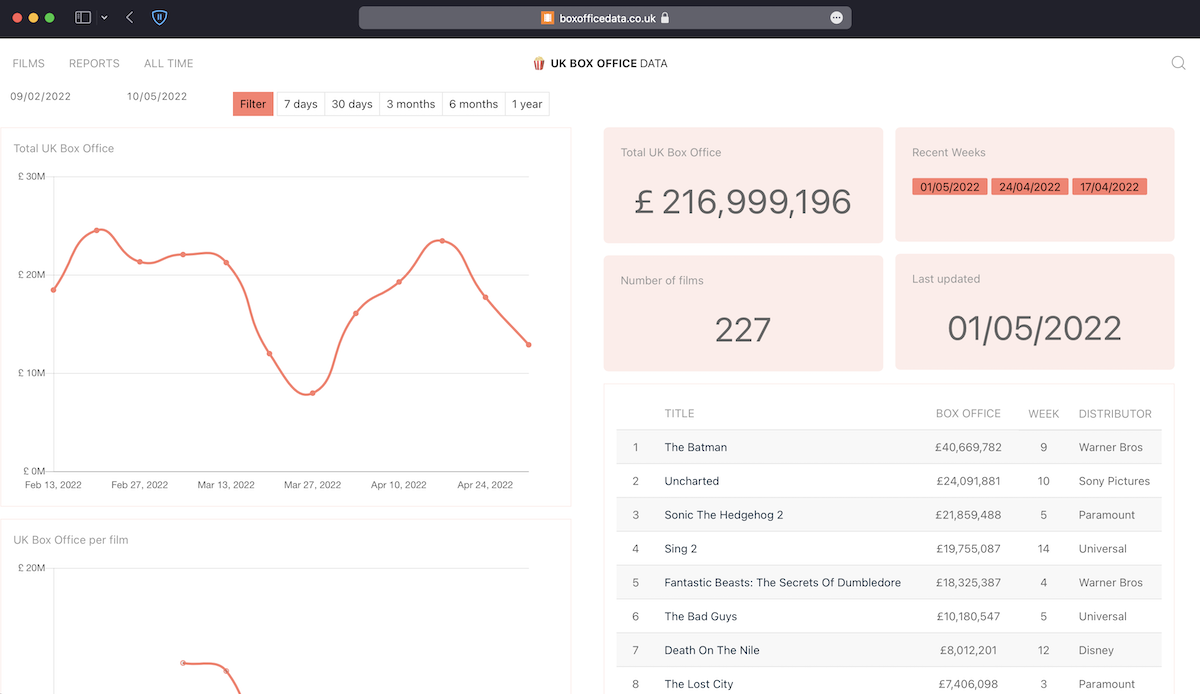 boxofficedata.co.uk
FILMS REPORTS ALL TIME
UK BOX OFFICE DATA
09/02/2022 10/05/2022
Filter 7 days 30 days 3 months 6 months 1 year
Total UK Box Office
£ 30M
£ 20M
£ 10M
£ 0M
Feb 13, 2022 Feb 27, 2022 Mar 13, 2022 Mar 27, 2022 Apr 10, 2022 Apr 24, 2022
UK Box Office per film
£ 20M
Total UK Box Office
£ 216,999,196
Recent Weeks
01/05/2022 24/04/2022 17/04/2022
Number of films
227
Last updated
01/05/2022
TITLE BOX OFFICE WEEK DISTRIBUTOR
1 The Batman £40,669,782 9 Warner Bros
2 Uncharted £24,091,881 10 Sony Pictures
3 Sonic The Hedgehog 2 £21,859,488 5 Paramount
4 Sing 2 £19,755,087 14 Universal
5 Fantastic Beasts: The Secrets Of Dumbledore £18,325,387 4 Warner Bros
6 The Bad Guys £10,180,547 5 Universal
7 Death On The Nile £8,012,201 12 Disney
8 The Lost City £7,406,098 3 Paramount